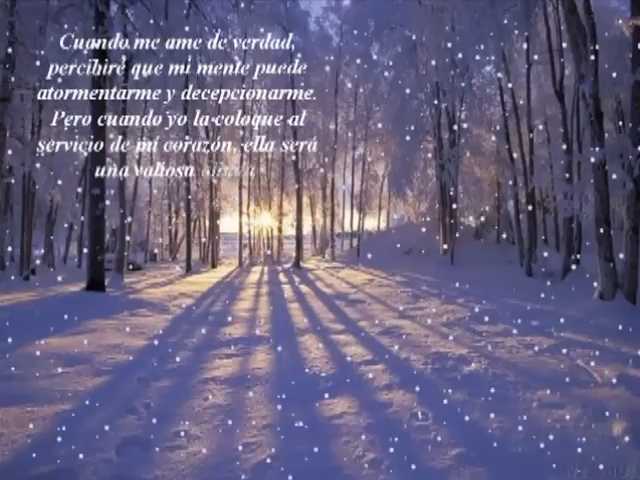 Cuando me ame de verdad,
percibiré que mi mente puede
atormentarme y decepcionarme.
Pero cuando yo la coloque al
servicio de mi corazón, ella será
una valiosa